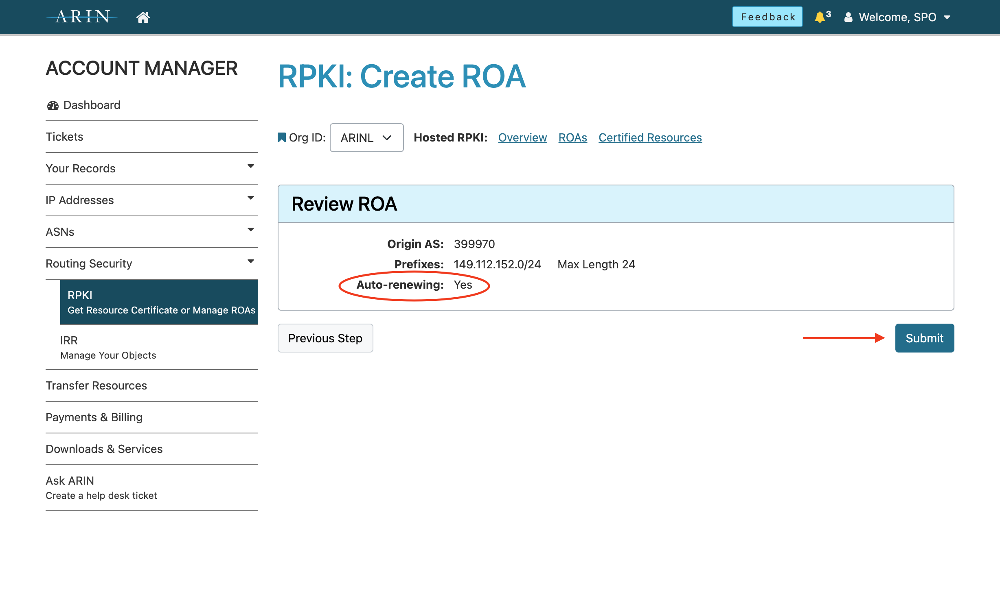 ARIN
Feedback
3
Welcome, SPO
ACCOUNT MANAGER
Dashboard
Tickets
Your Records
IP Addresses
ASNs
Routing Security
RPKI
Get Resource Certificate or Manage ROAs
IRR
Manage Your Objects
Transfer Resources
Payments & Billing
Downloads & Services
Ask ARIN
Create a help desk ticket
RPKI: Create ROA
Org ID: ARINL Hosted RPKI: Overview ROAs Certified Resources
Review ROA
Origin AS: 399970
Prefixes: 149.112.152.0/24 Max Length 24
Auto-renewing: Yes
Previous Step
Submit